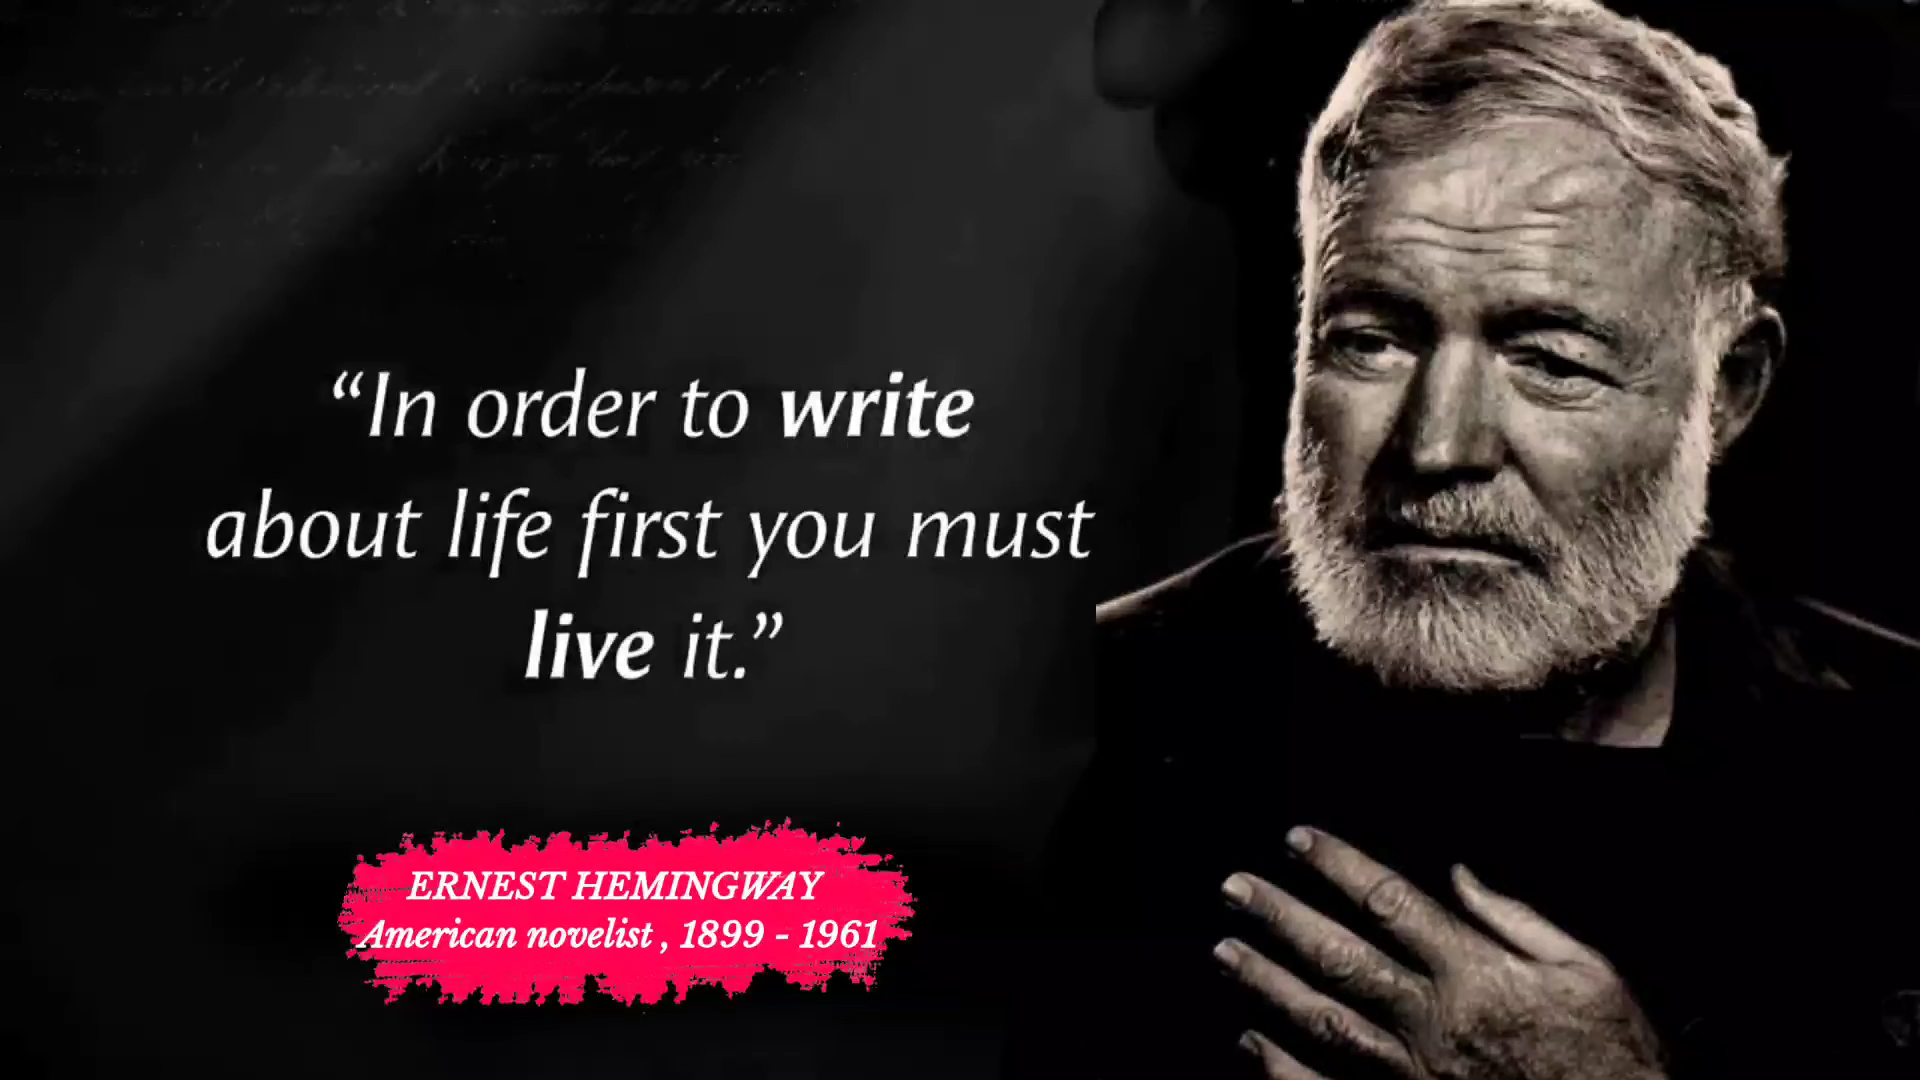 “In order to write
about life first you must
live it.”
ERNEST HEMINGWAY
American novelist , 1899 - 1961